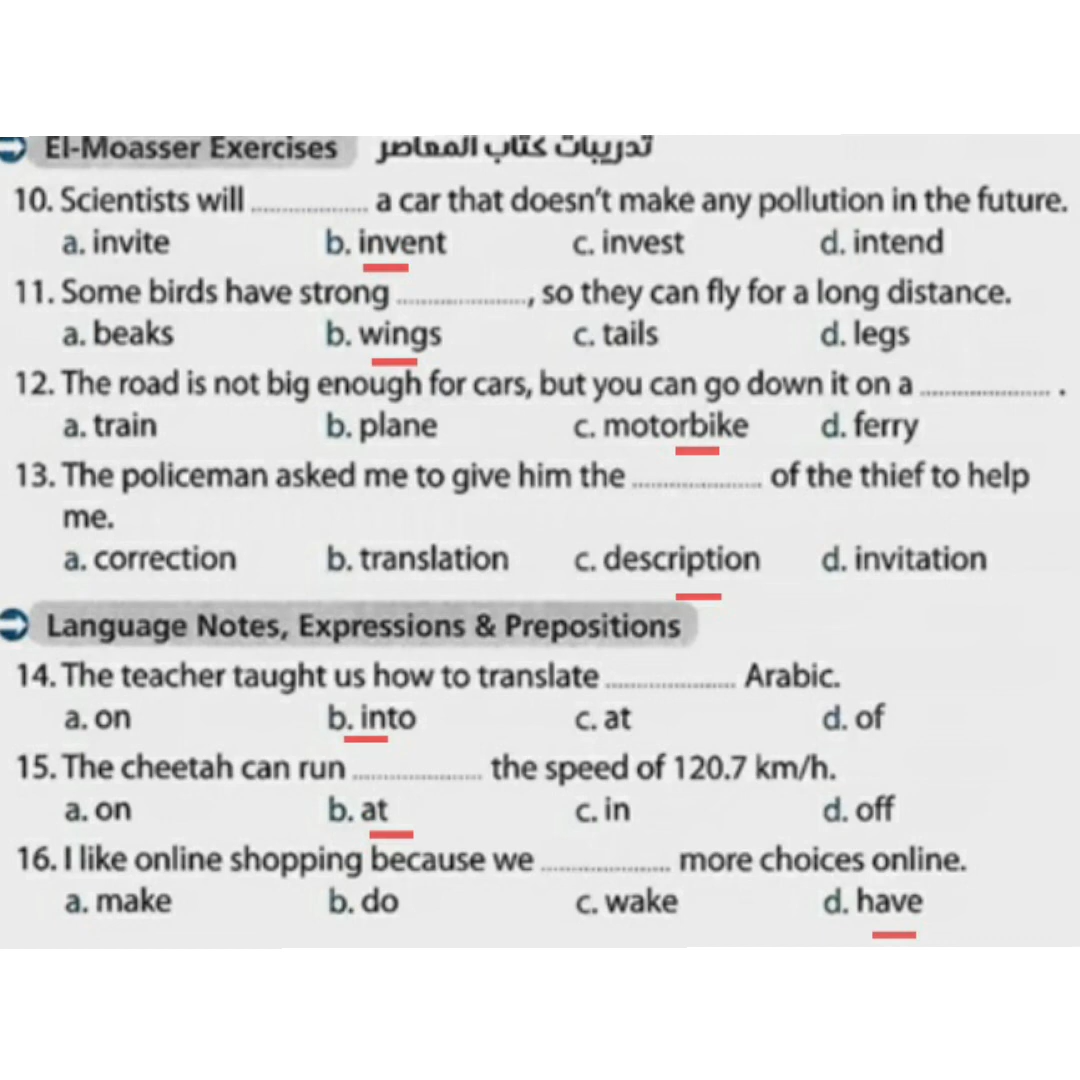 El-Moasser Exercises تدريبات كتاب المعاصر
10. Scientists will .................. a car that doesn't make any pollution in the future.
a. invite b. invent c. invest d. intend
11. Some birds have strong ...................., so they can fly for a long distance.
a. beaks b. wings c. tails d. legs
12. The road is not big enough for cars, but you can go down it on a .................... .
a. train b. plane c. motorbike d. ferry
13. The policeman asked me to give him the .................... of the thief to help
me.
a. correction b. translation c. description d. invitation
Language Notes, Expressions & Prepositions
14. The teacher taught us how to translate .................... Arabic.
a. on b. into c. at d. of
15. The cheetah can run .................... the speed of 120.7 km/h.
a. on b. at c. in d. off
16. I like online shopping because we .................... more choices online.
a. make b. do c. wake d. have